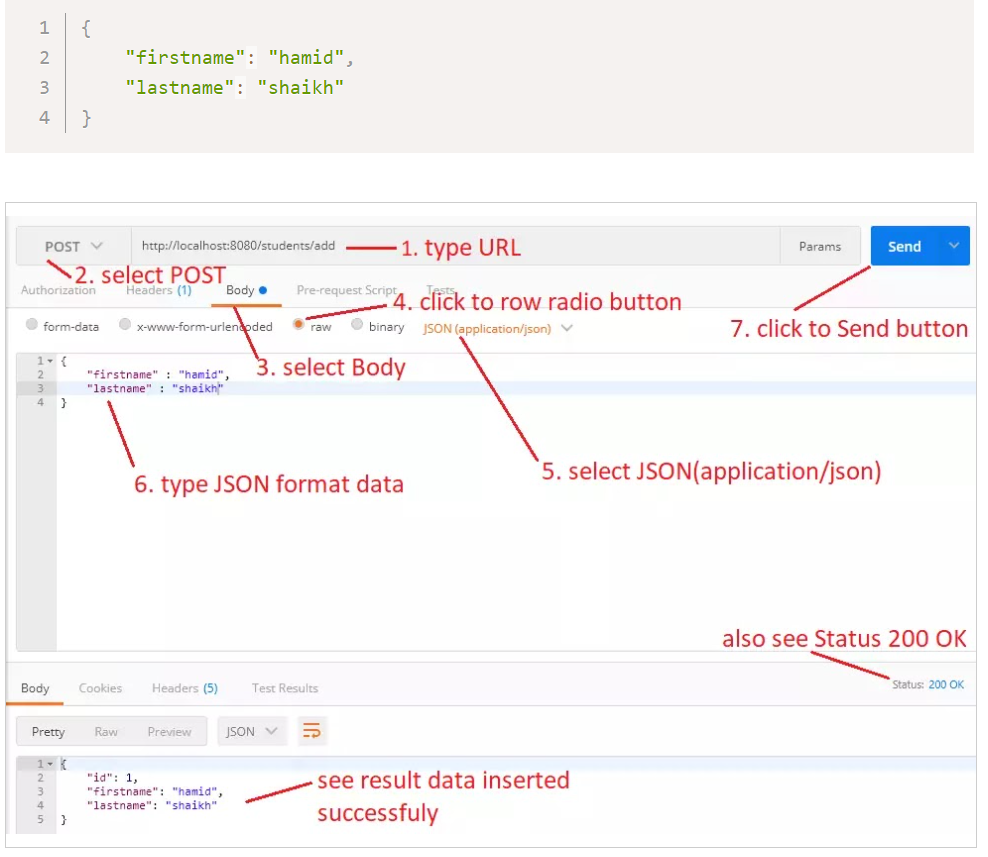 1 {
2 "firstname": "hamid",
3 "lastname": "shaikh"
4 }
POST http://localhost:8080/students/add 1. type URL Params Send
2. select POST
Authorization Headers (1) Body Pre-request Script Tests
4. click to row radio button
form-data x-www-form-urlencoded raw binary JSON (application/json) 7. click to Send button
1 {
3. select Body
2 "firstname" : "hamid",
3 "lastname" : "shaikh"
4 }
5. select JSON(application/json)
6. type JSON format data
also see Status 200 OK
Body Cookies Headers (5) Test Results Status: 200 OK
Pretty Raw Preview JSON
1 {
2 "id": 1,
3 "firstname": "hamid",
4 "lastname": "shaikh"
5 }
see result data inserted
successfuly